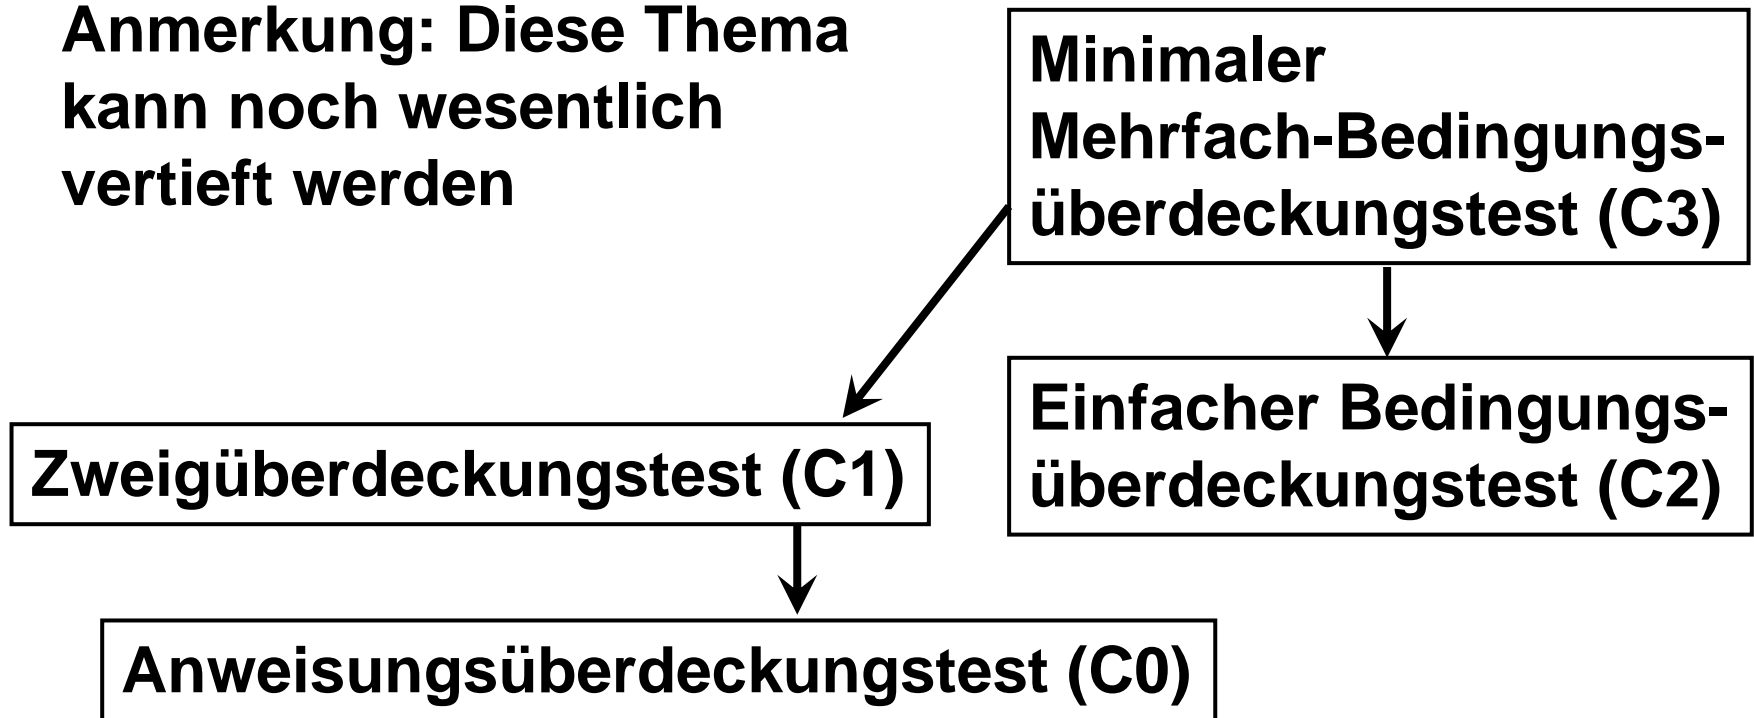 Anmerkung: Diese Thema
kann noch wesentlich
vertieft werden
Minimaler
Mehrfach-Bedingungs-
überdeckungstest (C3)
Einfacher Bedingungs-
überdeckungstest (C2)
Zweigüberdeckungstest (C1)
Anweisungsüberdeckungstest (C0)